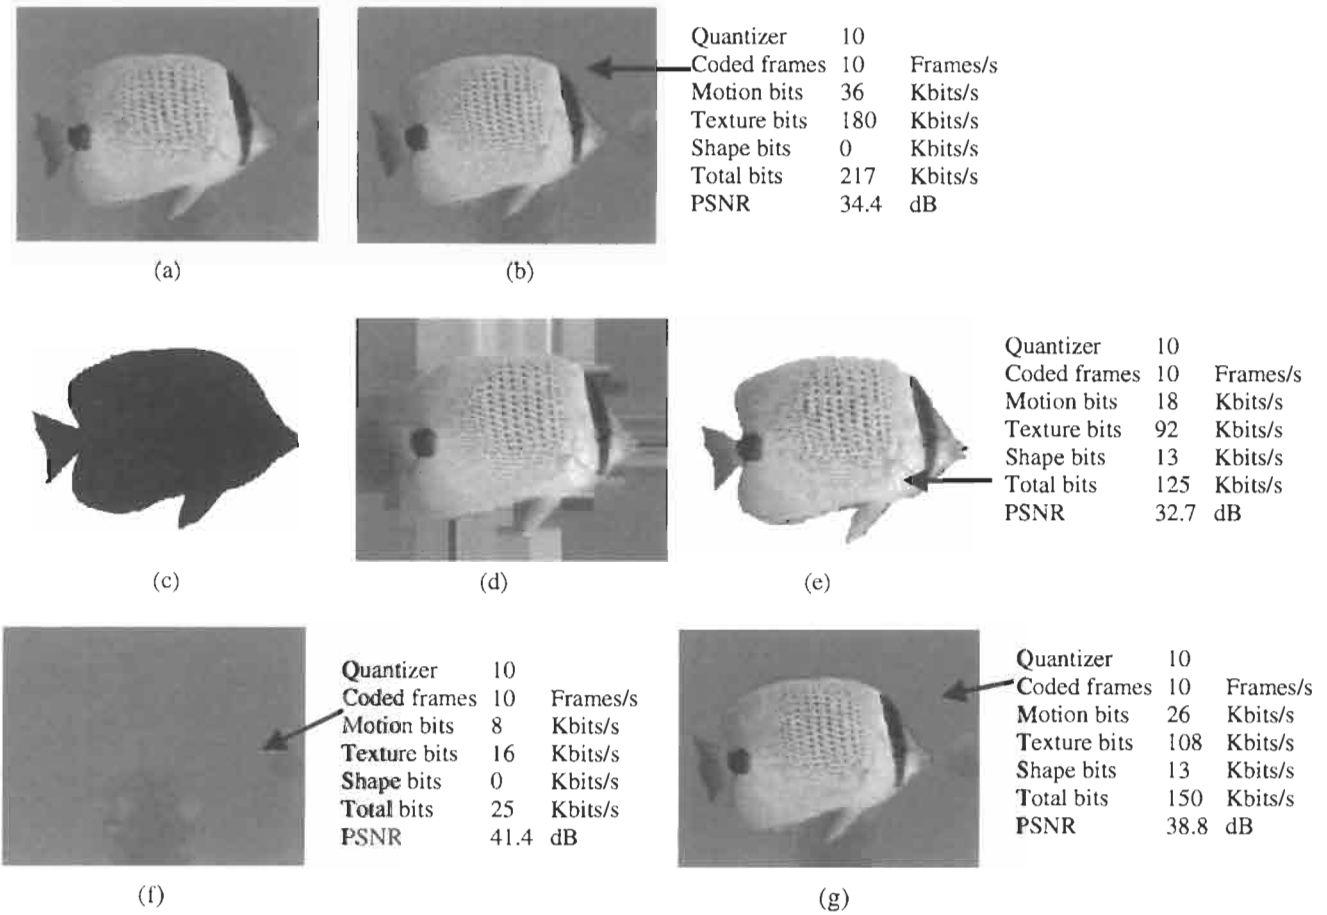 Quantizer 10
Coded frames 10 Frames/s
Motion bits 36 Kbits/s
Texture bits 180 Kbits/s
Shape bits 0 Kbits/s
Total bits 217 Kbits/s
PSNR 34.4 dB
(a)
(b)
Quantizer 10
Coded frames 10 Frames/s
Motion bits 18 Kbits/s
Texture bits 92 Kbits/s
Shape bits 13 Kbits/s
Total bits 125 Kbits/s
PSNR 32.7 dB
(c)
(d)
(e)
Quantizer 10
Coded frames 10 Frames/s
Motion bits 8 Kbits/s
Texture bits 16 Kbits/s
Shape bits 0 Kbits/s
Total bits 25 Kbits/s
PSNR 41.4 dB
Quantizer 10
Coded frames 10 Frames/s
Motion bits 26 Kbits/s
Texture bits 108 Kbits/s
Shape bits 13 Kbits/s
Total bits 150 Kbits/s
PSNR 38.8 dB
(f)
(g)